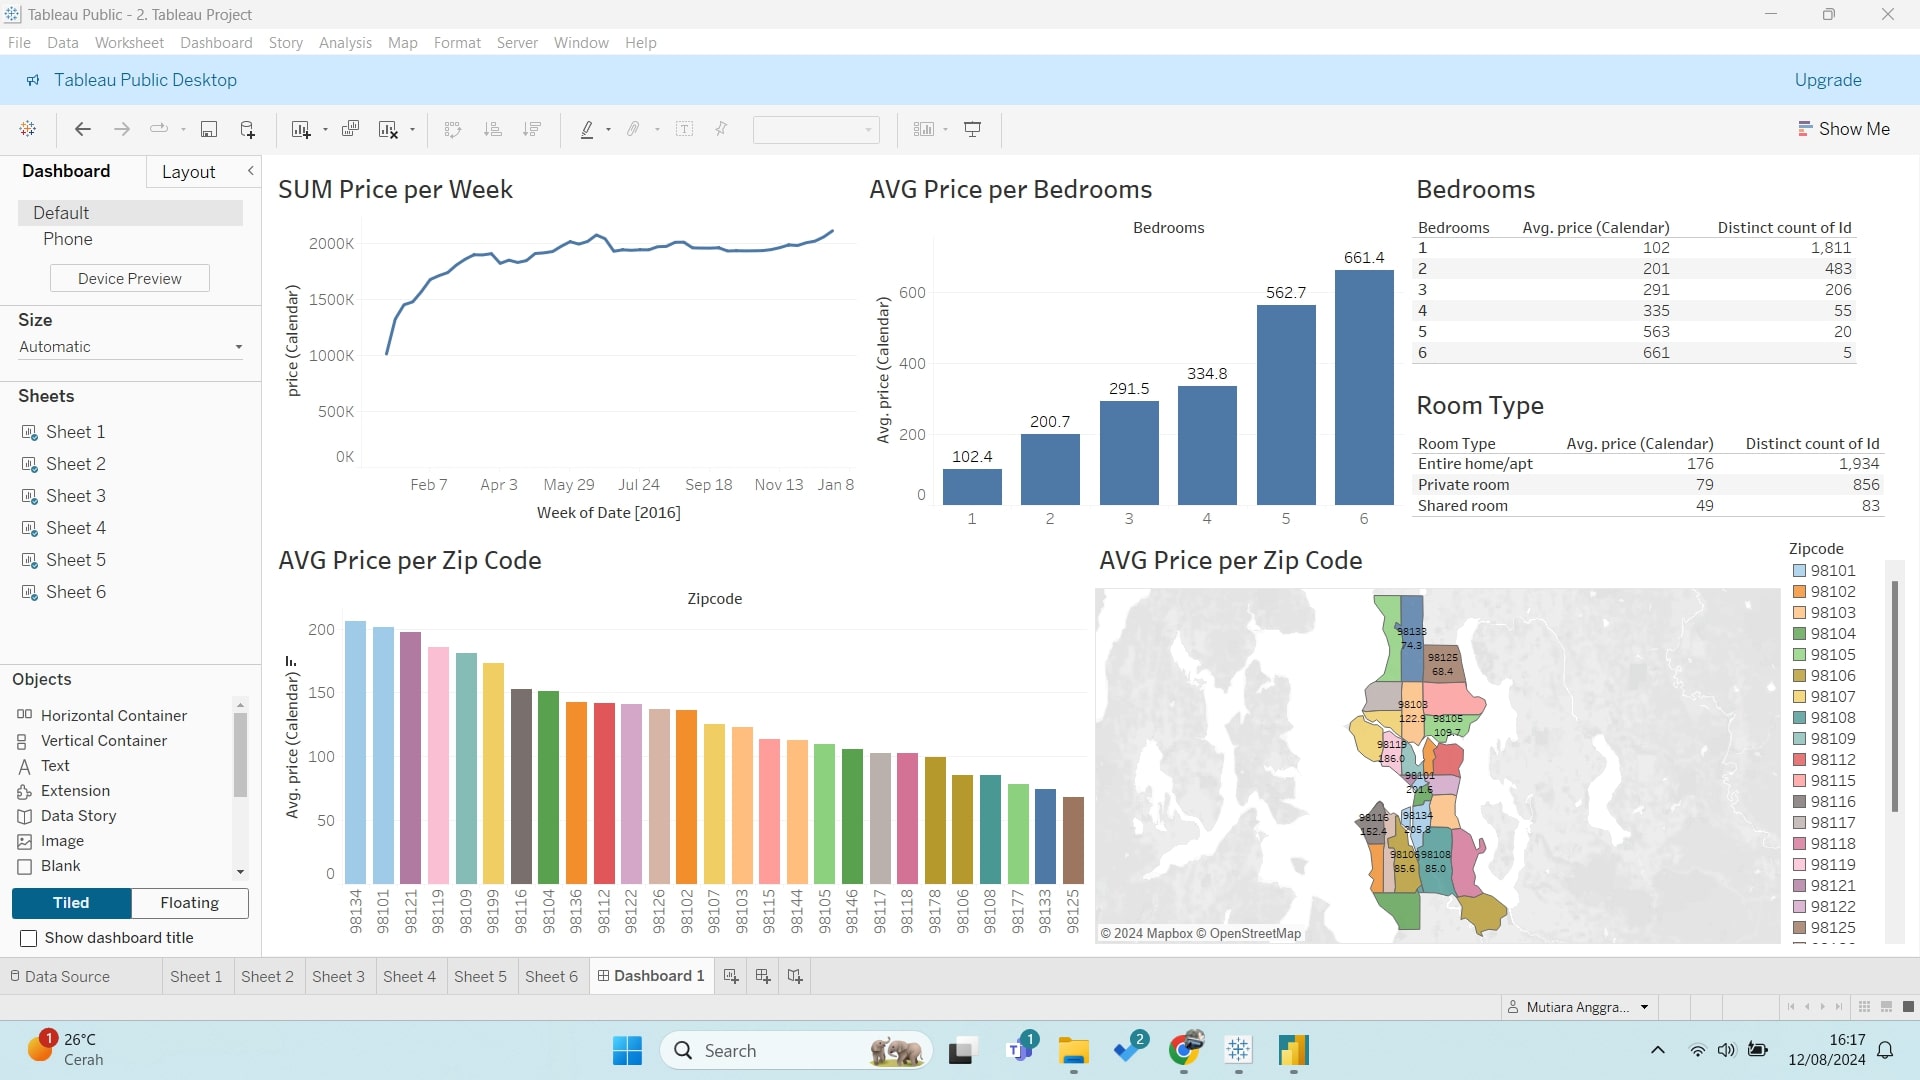 Tableau Public - 2. Tableau Project
File Data Worksheet Dashboard Story Analysis Map Format Server Window Help
Tableau Public Desktop
Upgrade
Show Me
Dashboard
Layout
Default
Phone
Device Preview
Size
Automatic
Sheets
Sheet 1
Sheet 2
Sheet 3
Sheet 4
Sheet 5
Sheet 6
Objects
Horizontal Container
Vertical Container
Text
Extension
Data Story
Image
Blank
Tiled
Floating
Show dashboard title
SUM Price per Week
price (Calendar)
2000K
1500K
1000K
500K
0K
Feb 7 Apr 3 May 29 Jul 24 Sep 18 Nov 13 Jan 8
Week of Date [2016]
AVG Price per Bedrooms
Bedrooms
Avg. price (Calendar)
600
400
200
0
102.4
200.7
291.5
334.8
562.7
661.4
1 2 3 4 5 6
Bedrooms
Bedrooms Avg. price (Calendar) Distinct count of Id
1 102 1,811
2 201 483
3 291 206
4 335 55
5 563 20
6 661 5
Room Type
Room Type Avg. price (Calendar) Distinct count of Id
Entire home/apt 176 1,934
Private room 79 856
Shared room 49 83
AVG Price per Zip Code
Zipcode
Avg. price (Calendar)
200
150
100
50
0
98134 98101 98121 98119 98109 98199 98116 98104 98136 98112 98122 98126 98102 98107 98103 98115 98144 98105 98146 98117 98118 98178 98106 98108 98177 98133 98125
AVG Price per Zip Code
98133
74.3
98125
68.4
98103
122.9
98105
109.7
98119
186.0
98101
201.6
98116
152.4
98134
205.8
98106
85.6
98108
85.0
© 2024 Mapbox © OpenStreetMap
Zipcode
98101
98102
98103
98104
98105
98106
98107
98108
98109
98112
98115
98116
98117
98118
98119
98121
98122
98125
Data Source
Sheet 1
Sheet 2
Sheet 3
Sheet 4
Sheet 5
Sheet 6
Dashboard 1
Mutiara Anggra...
1
26°C
Cerah
Search
1
2
16:17
12/08/2024